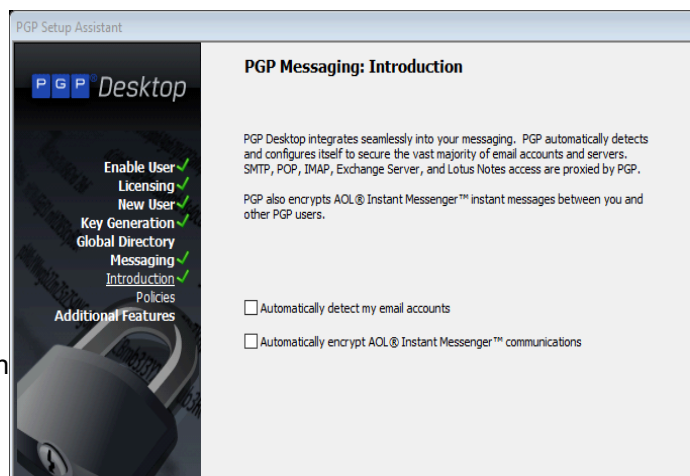 PGP Setup Assistant
PGP® Desktop
Enable User
Licensing
New User
Key Generation
Global Directory
Messaging
Introduction
Policies
Additional Features
PGP Messaging: Introduction
PGP Desktop integrates seamlessly into your messaging. PGP automatically detects
and configures itself to secure the vast majority of email accounts and servers.
SMTP, POP, IMAP, Exchange Server, and Lotus Notes access are proxied by PGP.
PGP also encrypts AOL® Instant Messenger™ instant messages between you and
other PGP users.
Automatically detect my email accounts
Automatically encrypt AOL® Instant Messenger™ communications